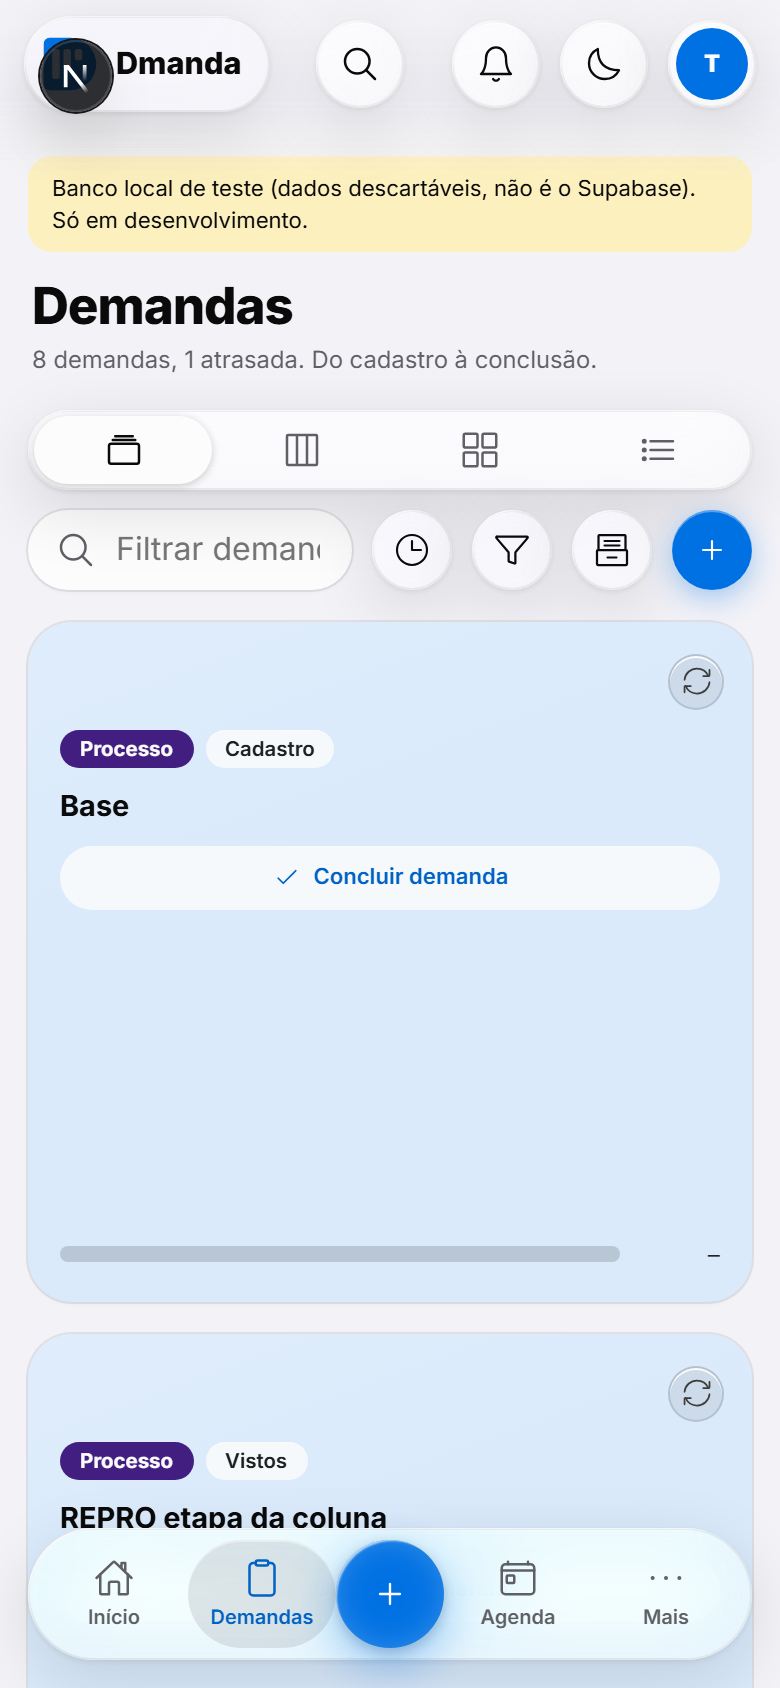 N
Dmanda
T
Banco local de teste (dados descartáveis, não é o Supabase).
Só em desenvolvimento.
Demandas
8 demandas, 1 atrasada. Do cadastro à conclusão.
Filtrar deman
Processo
Cadastro
Base
Concluir demanda
–
Processo
Vistos
REPRO etapa da coluna
Início
Demandas
Agenda
Mais